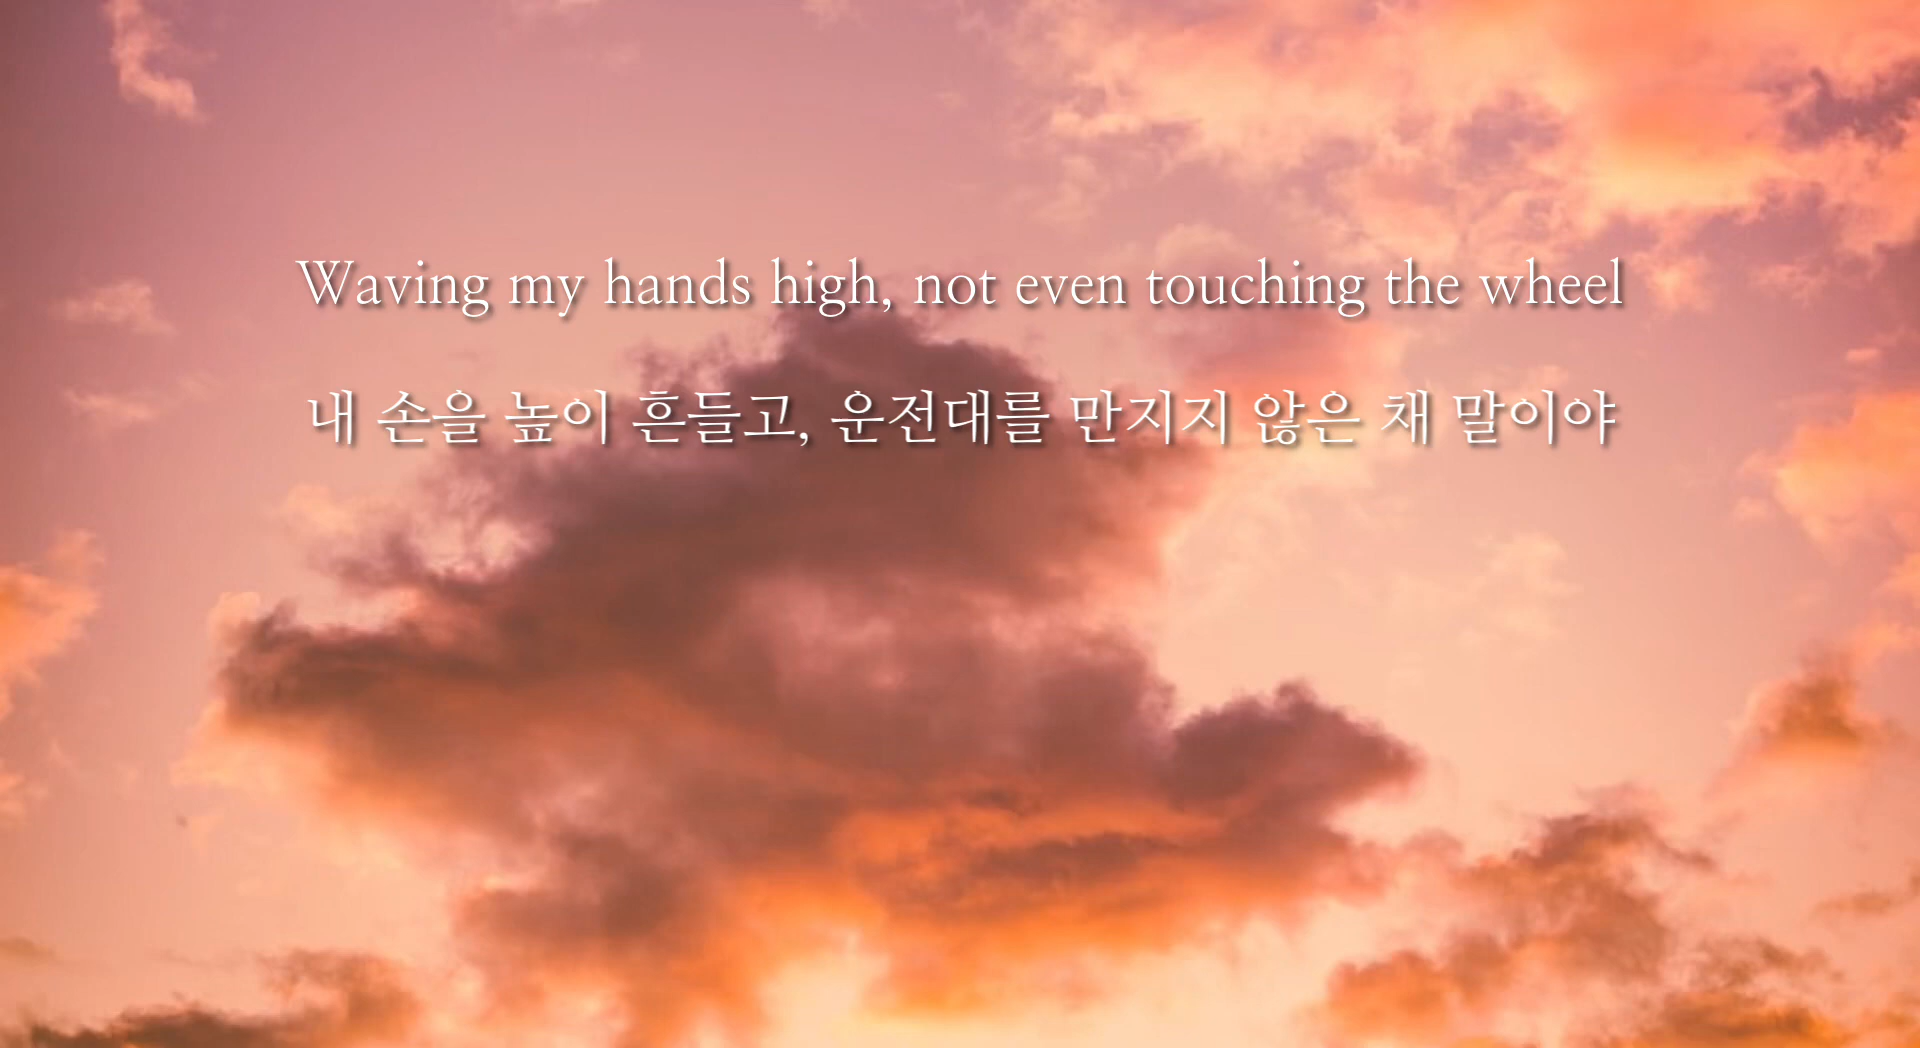 Waving my hands high, not even touching the wheel
내 손을 높이 흔들고, 운전대를 만지지 않은 채 말이야